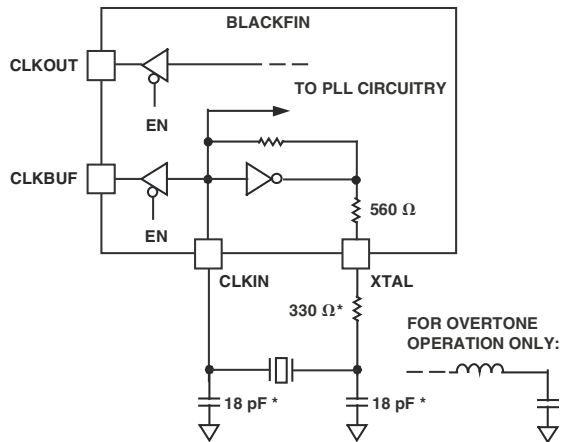 BLACKFIN
CLKOUT
TO PLL CIRCUITRY
EN
CLKBUF
560 Ω
EN
CLKIN
XTAL
330 Ω*
FOR OVERTONE
OPERATION ONLY:
18 pF *
18 pF *